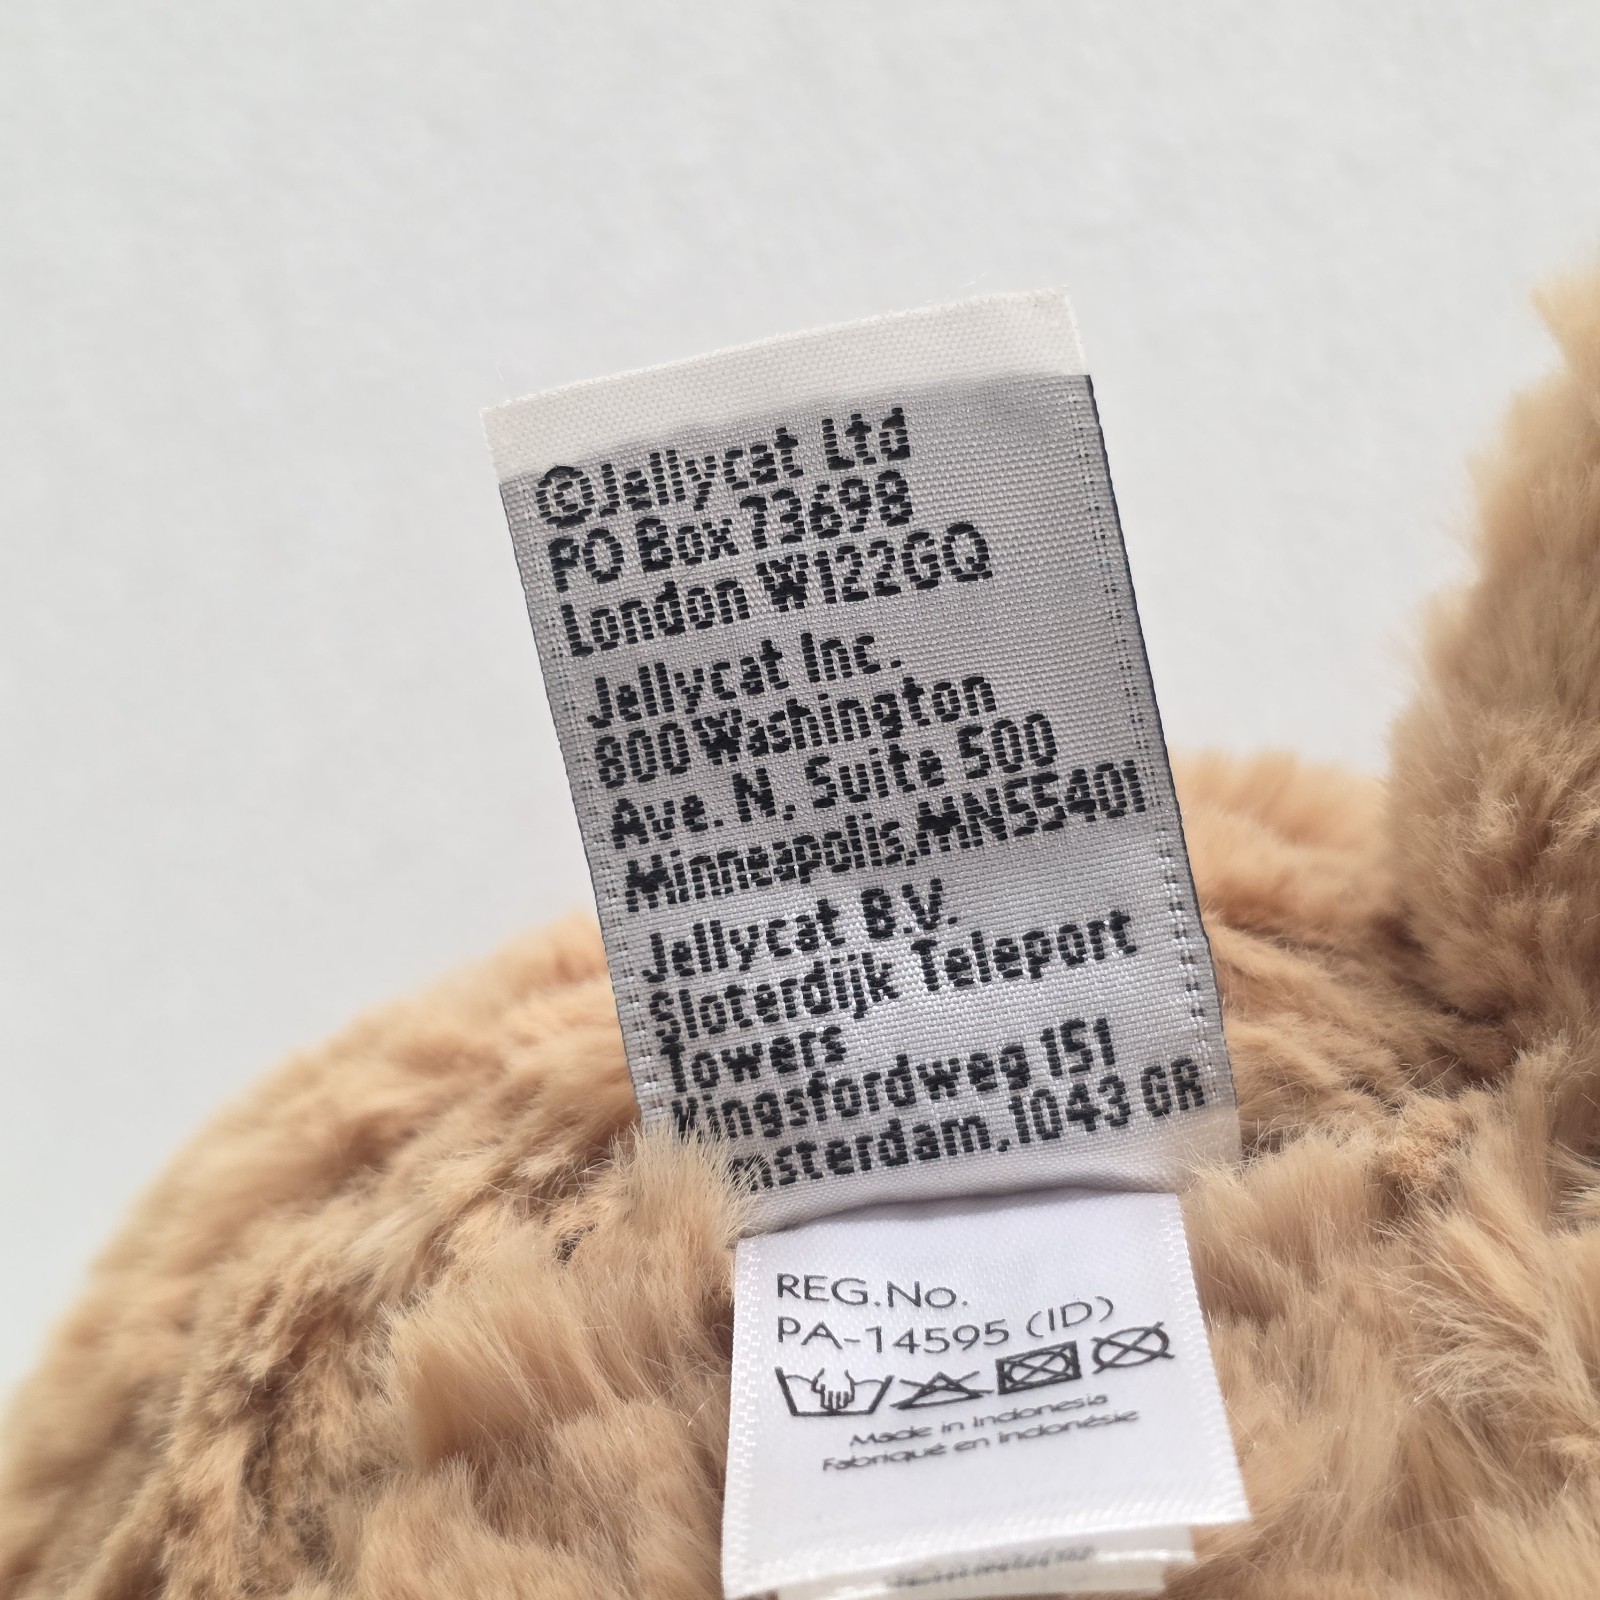 ©Jellycat Ltd
PO Box 73698
London W122GQ
Jellycat Inc.
800 Washington
Ave. N. Suite 500
Minneapolis,MN55401
Jellycat B.V.
Sloterdijk Teleport
Towers
Kingsfordweg 151
Amsterdam,1043 GR
REG.No.
PA-14595 (ID)
Made in Indonesia
Fabriqué en Indonésie